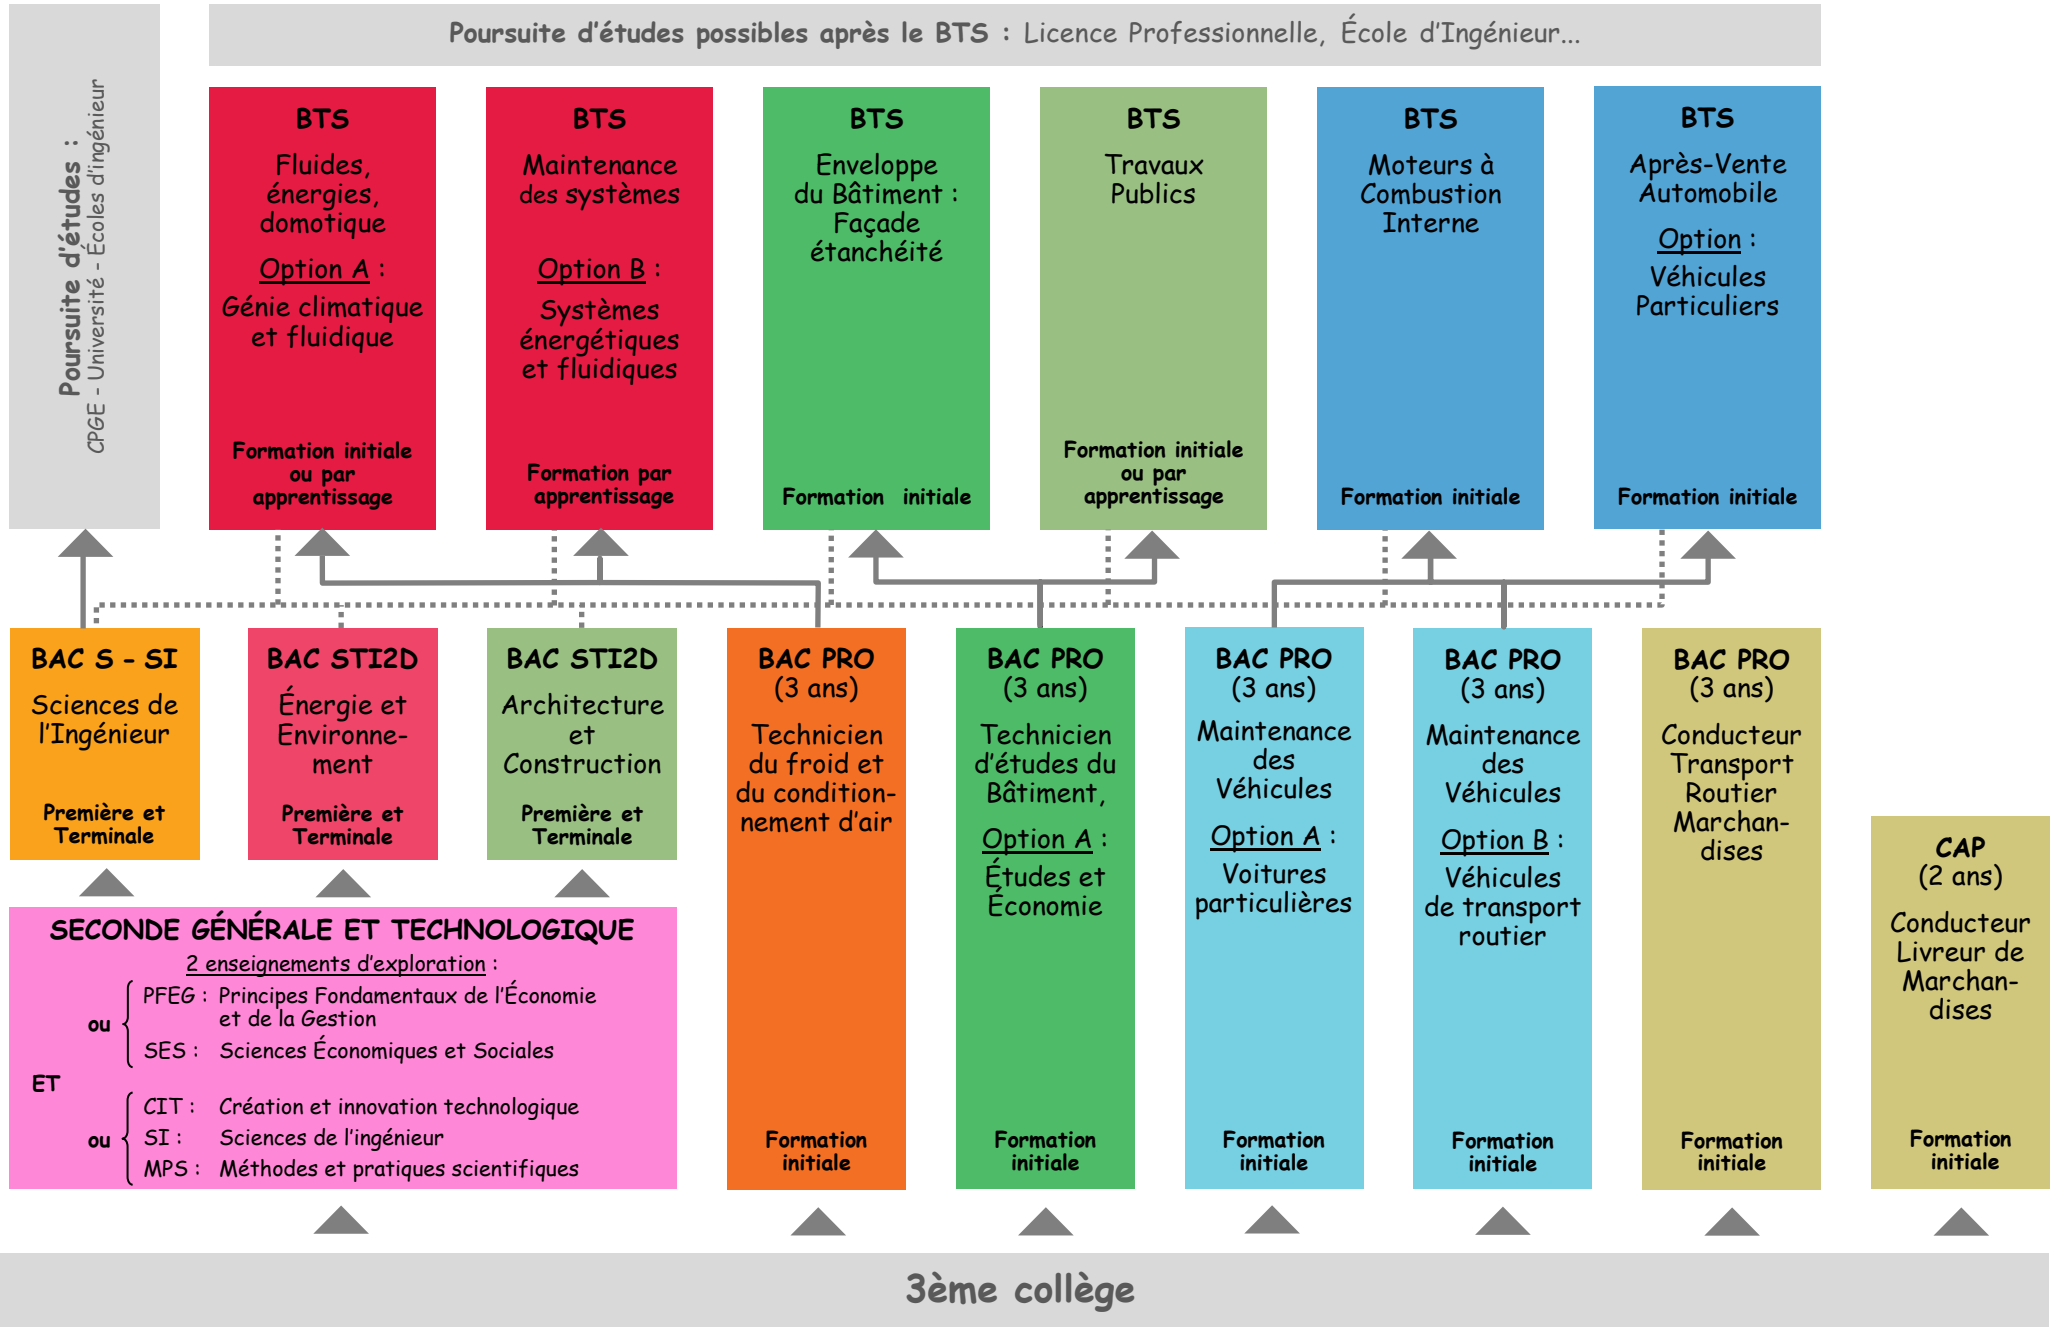 Poursuite d'études :
CPGE - Université - Écoles d'ingénieur
Poursuite d'études possibles après le BTS : Licence Professionnelle, École d'Ingénieur...
BTS
Fluides,
énergies,
domotique
Option A :
Génie climatique
et fluidique
Formation initiale
ou par
apprentissage
BTS
Maintenance
des systèmes
Option B :
Systèmes
énergétiques
et fluidiques
Formation par
apprentissage
BTS
Enveloppe
du Bâtiment :
Façade
étanchéité
Formation initiale
BTS
Travaux
Publics
Formation initiale
ou par
apprentissage
BTS
Moteurs à
Combustion
Interne
Formation initiale
BTS
Après-Vente
Automobile
Option :
Véhicules
Particuliers
Formation initiale
BAC S - SI
Sciences de
l'Ingénieur
Première et
Terminale
BAC STI2D
Énergie et
Environne-
ment
Première et
Terminale
BAC STI2D
Architecture
et
Construction
Première et
Terminale
BAC PRO
(3 ans)
Technicien
du froid et
du condition-
nement d'air
Formation
initiale
BAC PRO
(3 ans)
Technicien
d'études du
Bâtiment,
Option A :
Études et
Économie
Formation
initiale
BAC PRO
(3 ans)
Maintenance
des
Véhicules
Option A :
Voitures
particulières
Formation
initiale
BAC PRO
(3 ans)
Maintenance
des
Véhicules
Option B :
Véhicules
de transport
routier
Formation
initiale
BAC PRO
(3 ans)
Conducteur
Transport
Routier
Marchan-
dises
Formation
initiale
CAP
(2 ans)
Conducteur
Livreur de
Marchan-
dises
Formation
initiale
SECONDE GÉNÉRALE ET TECHNOLOGIQUE
2 enseignements d'exploration :
PFEG : Principes Fondamentaux de l'Économie
et de la Gestion
ou
SES : Sciences Économiques et Sociales
ET
CIT : Création et innovation technologique
ou SI : Sciences de l'ingénieur
MPS : Méthodes et pratiques scientifiques
3ème collège